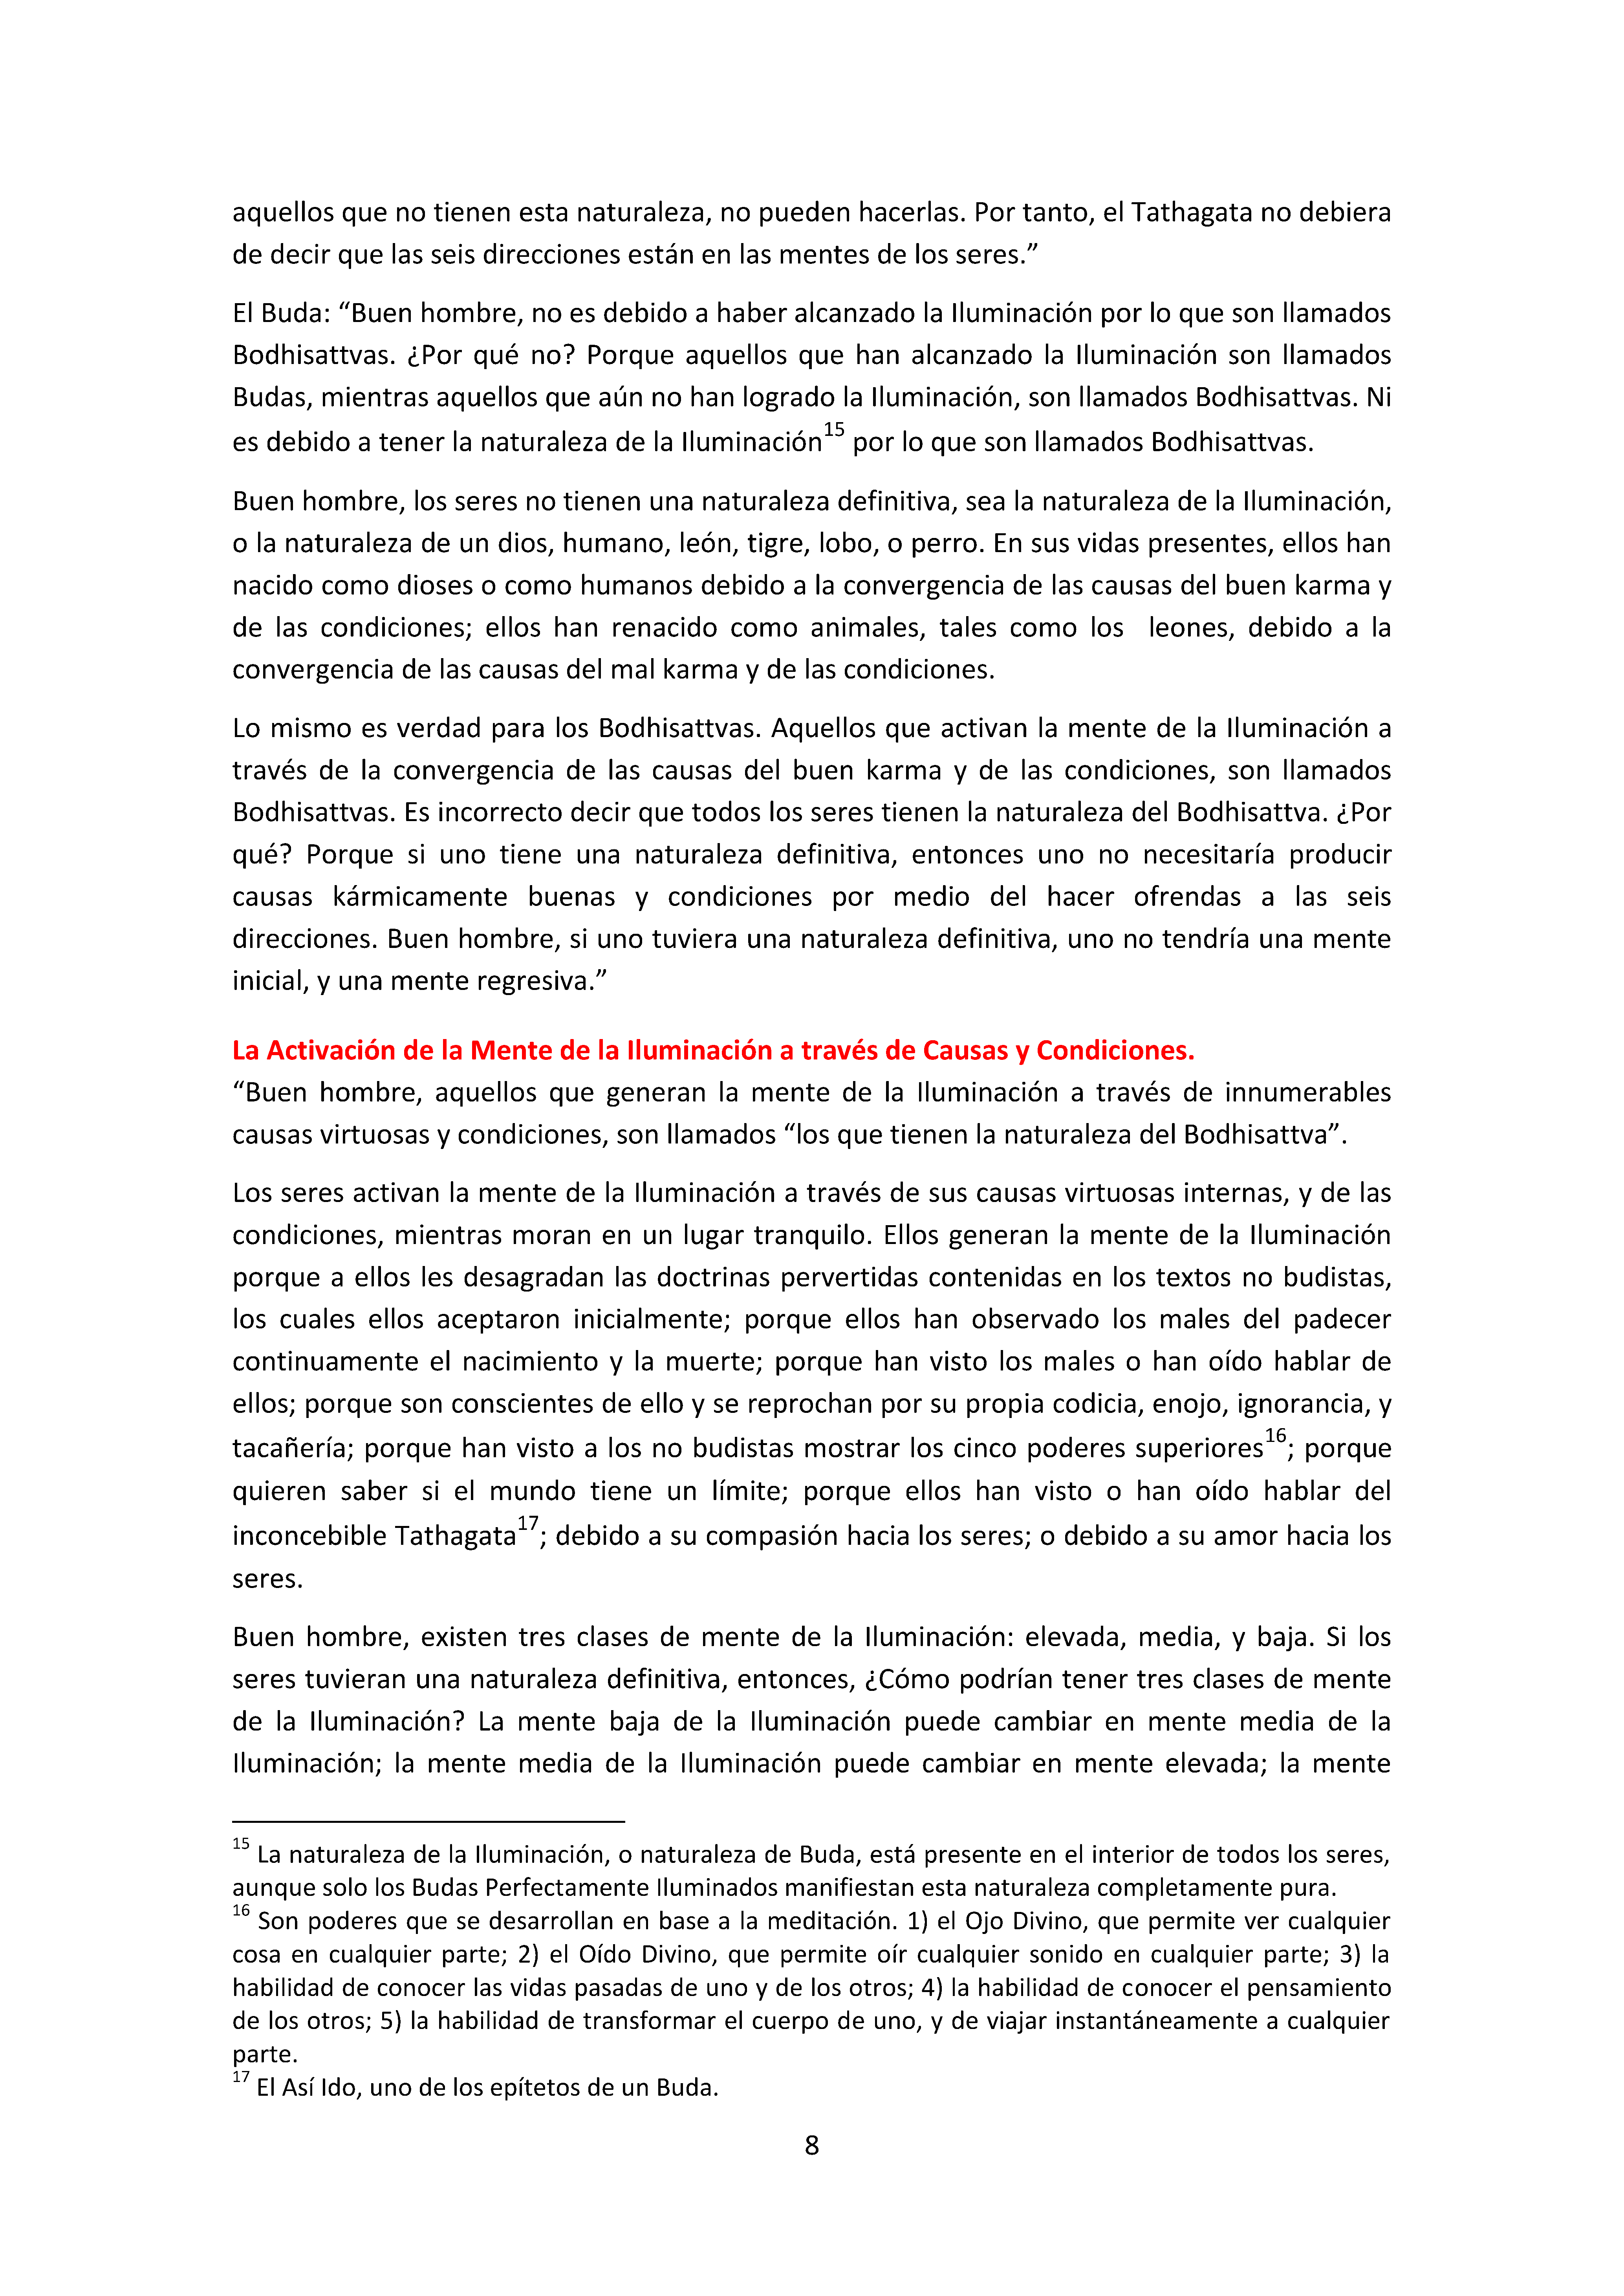 aquellos que no tienen esta naturaleza, no pueden hacerlas. Por tanto, el Tathagata no debiera
de decir que las seis direcciones están en las mentes de los seres.”
El Buda: “Buen hombre, no es debido a haber alcanzado la Iluminación por lo que son llamados
Bodhisattvas. ¿Por qué no? Porque aquellos que han alcanzado la Iluminación son llamados
Budas, mientras aquellos que aún no han logrado la Iluminación, son llamados Bodhisattvas. Ni
es debido a tener la naturaleza de la Iluminación15 por lo que son llamados Bodhisattvas.
Buen hombre, los seres no tienen una naturaleza definitiva, sea la naturaleza de la Iluminación,
o la naturaleza de un dios, humano, león, tigre, lobo, o perro. En sus vidas presentes, ellos han
nacido como dioses o como humanos debido a la convergencia de las causas del buen karma y
de las condiciones; ellos han renacido como animales, tales como los leones, debido a la
convergencia de las causas del mal karma y de las condiciones.
Lo mismo es verdad para los Bodhisattvas. Aquellos que activan la mente de la Iluminación a
través de la convergencia de las causas del buen karma y de las condiciones, son llamados
Bodhisattvas. Es incorrecto decir que todos los seres tienen la naturaleza del Bodhisattva. ¿Por
qué? Porque si uno tiene una naturaleza definitiva, entonces uno no necesitaría producir
causas kármicamente buenas y condiciones por medio del hacer ofrendas a las seis
direcciones. Buen hombre, si uno tuviera una naturaleza definitiva, uno no tendría una mente
inicial, y una mente regresiva.”
La Activación de la Mente de la Iluminación a través de Causas y Condiciones.
“Buen hombre, aquellos que generan la mente de la Iluminación a través de innumerables
causas virtuosas y condiciones, son llamados “los que tienen la naturaleza del Bodhisattva”.
Los seres activan la mente de la Iluminación a través de sus causas virtuosas internas, y de las
condiciones, mientras moran en un lugar tranquilo. Ellos generan la mente de la Iluminación
porque a ellos les desagradan las doctrinas pervertidas contenidas en los textos no budistas,
los cuales ellos aceptaron inicialmente; porque ellos han observado los males del padecer
continuamente el nacimiento y la muerte; porque han visto los males o han oído hablar de
ellos; porque son conscientes de ello y se reprochan por su propia codicia, enojo, ignorancia, y
tacañería; porque han visto a los no budistas mostrar los cinco poderes superiores16; porque
quieren saber si el mundo tiene un límite; porque ellos han visto o han oído hablar del
inconcebible Tathagata17; debido a su compasión hacia los seres; o debido a su amor hacia los
seres.
Buen hombre, existen tres clases de mente de la Iluminación: elevada, media, y baja. Si los
seres tuvieran una naturaleza definitiva, entonces, ¿Cómo podrían tener tres clases de mente
de la Iluminación? La mente baja de la Iluminación puede cambiar en mente media de la
Iluminación; la mente media de la Iluminación puede cambiar en mente elevada; la mente
15 La naturaleza de la Iluminación, o naturaleza de Buda, está presente en el interior de todos los seres,
aunque solo los Budas Perfectamente Iluminados manifiestan esta naturaleza completamente pura.
16 Son poderes que se desarrollan en base a la meditación. 1) el Ojo Divino, que permite ver cualquier
cosa en cualquier parte; 2) el Oído Divino, que permite oír cualquier sonido en cualquier parte; 3) la
habilidad de conocer las vidas pasadas de uno y de los otros; 4) la habilidad de conocer el pensamiento
de los otros; 5) la habilidad de transformar el cuerpo de uno, y de viajar instantáneamente a cualquier
parte.
17 El Así Ido, uno de los epítetos de un Buda.
8